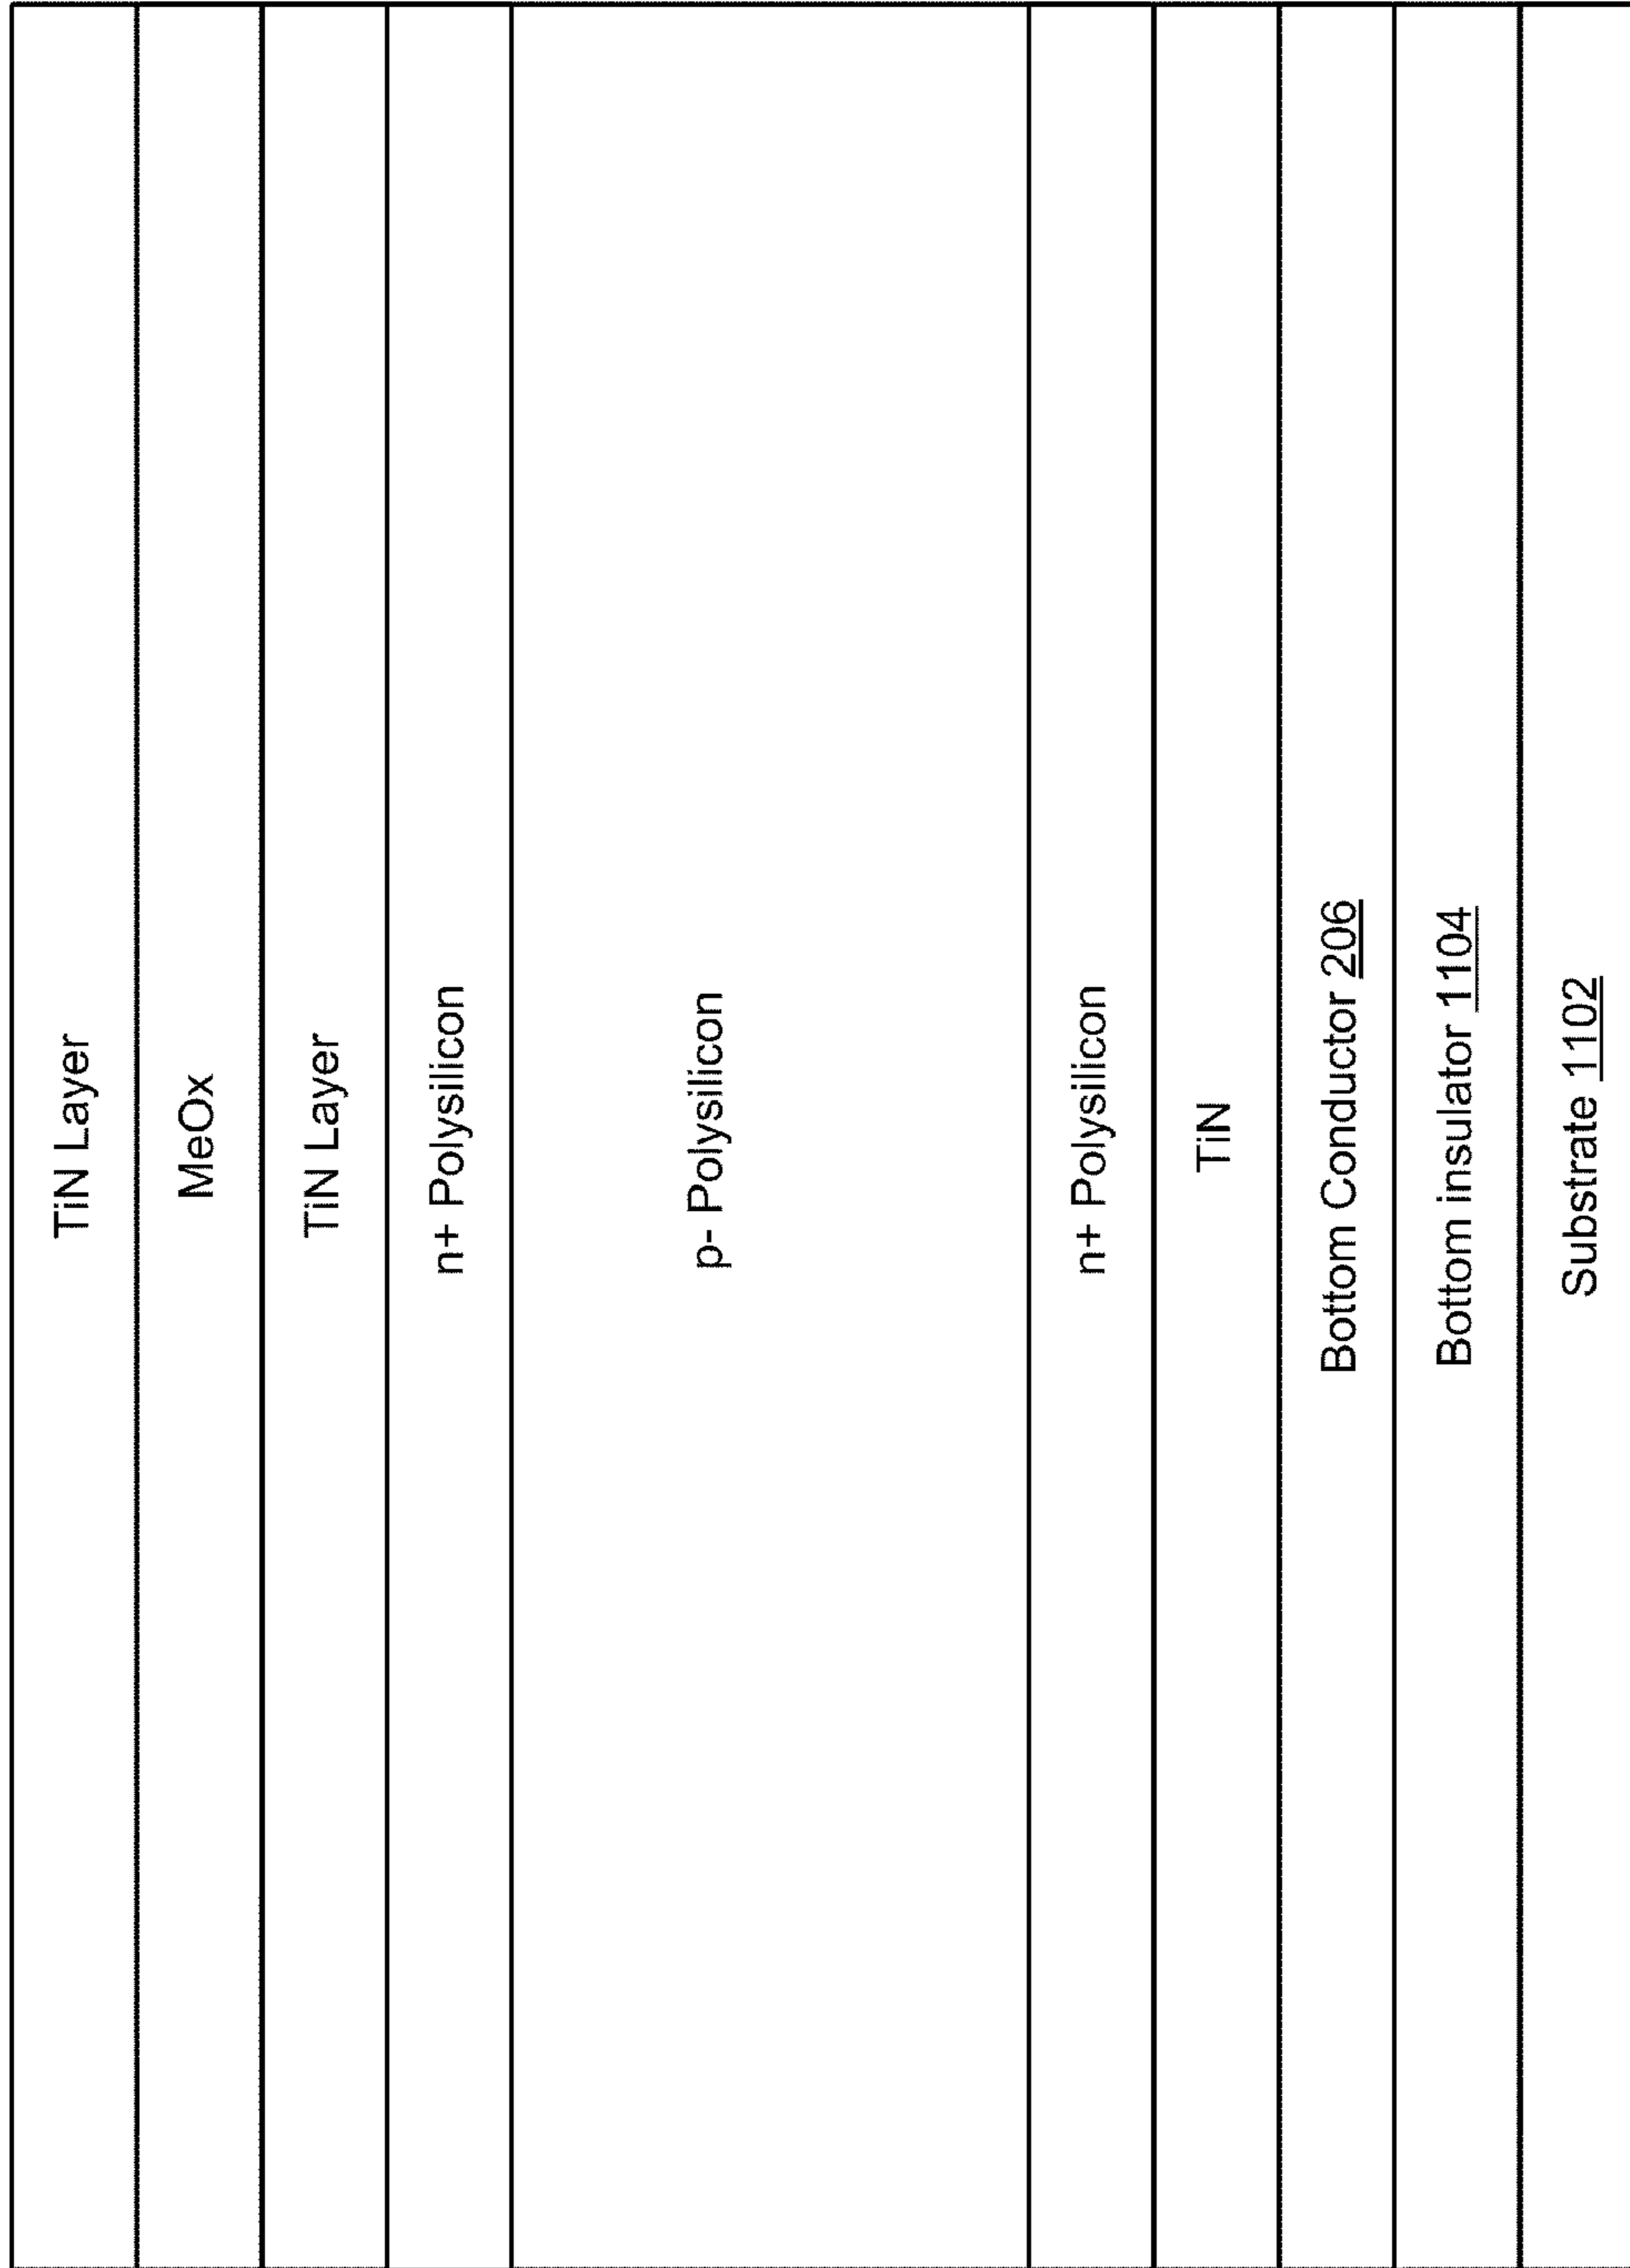 TiN Layer
MeOx
TiN Layer
n+ Polysilicon
p- Polysilicon
n+ Polysilicon
TiN
Bottom Conductor 206
Bottom insulator 1104
Substrate 1102